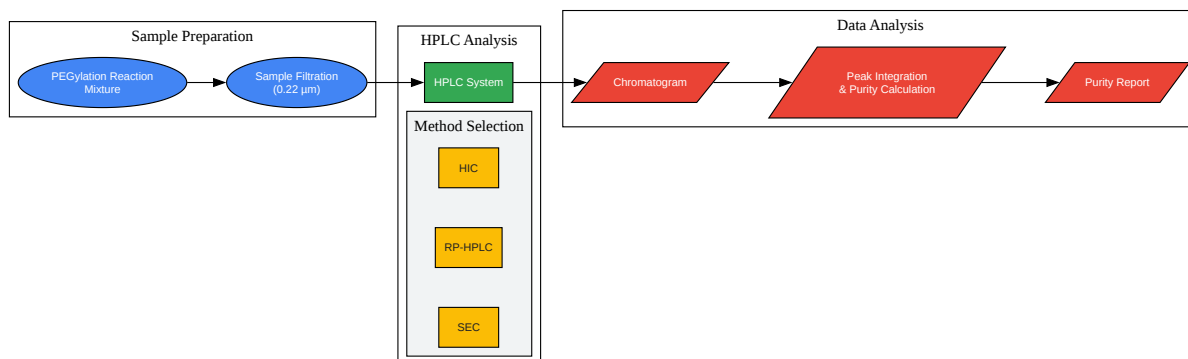 Sample Preparation
PEGylation Reaction
Mixture
Sample Filtration
(0.22 µm)
HPLC Analysis
HPLC System
Method Selection
HIC
RP-HPLC
SEC
Data Analysis
Chromatogram
Peak Integration
& Purity Calculation
Purity Report